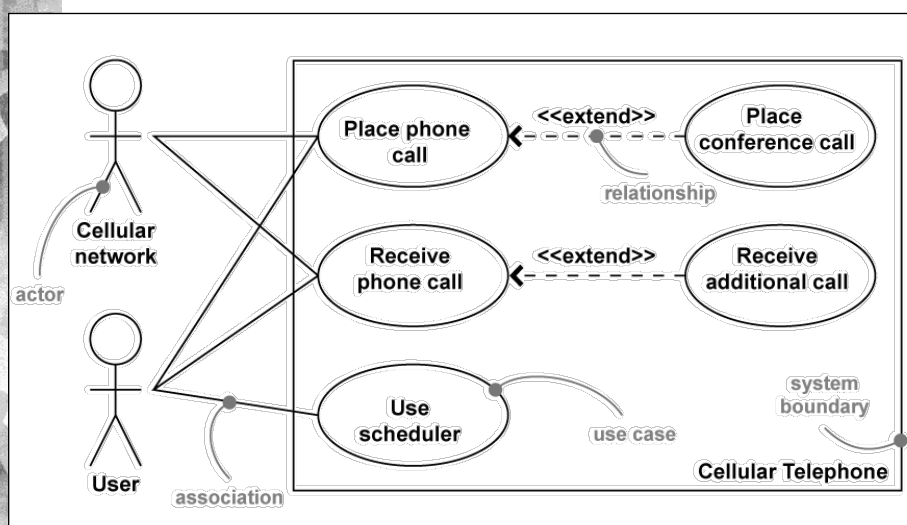 Cellular
network
actor
User
association
Place phone
call
<<extend>>
relationship
Place
conference call
Receive
phone call
<<extend>>
Receive
additional call
Use
scheduler
use case
system
boundary
Cellular Telephone